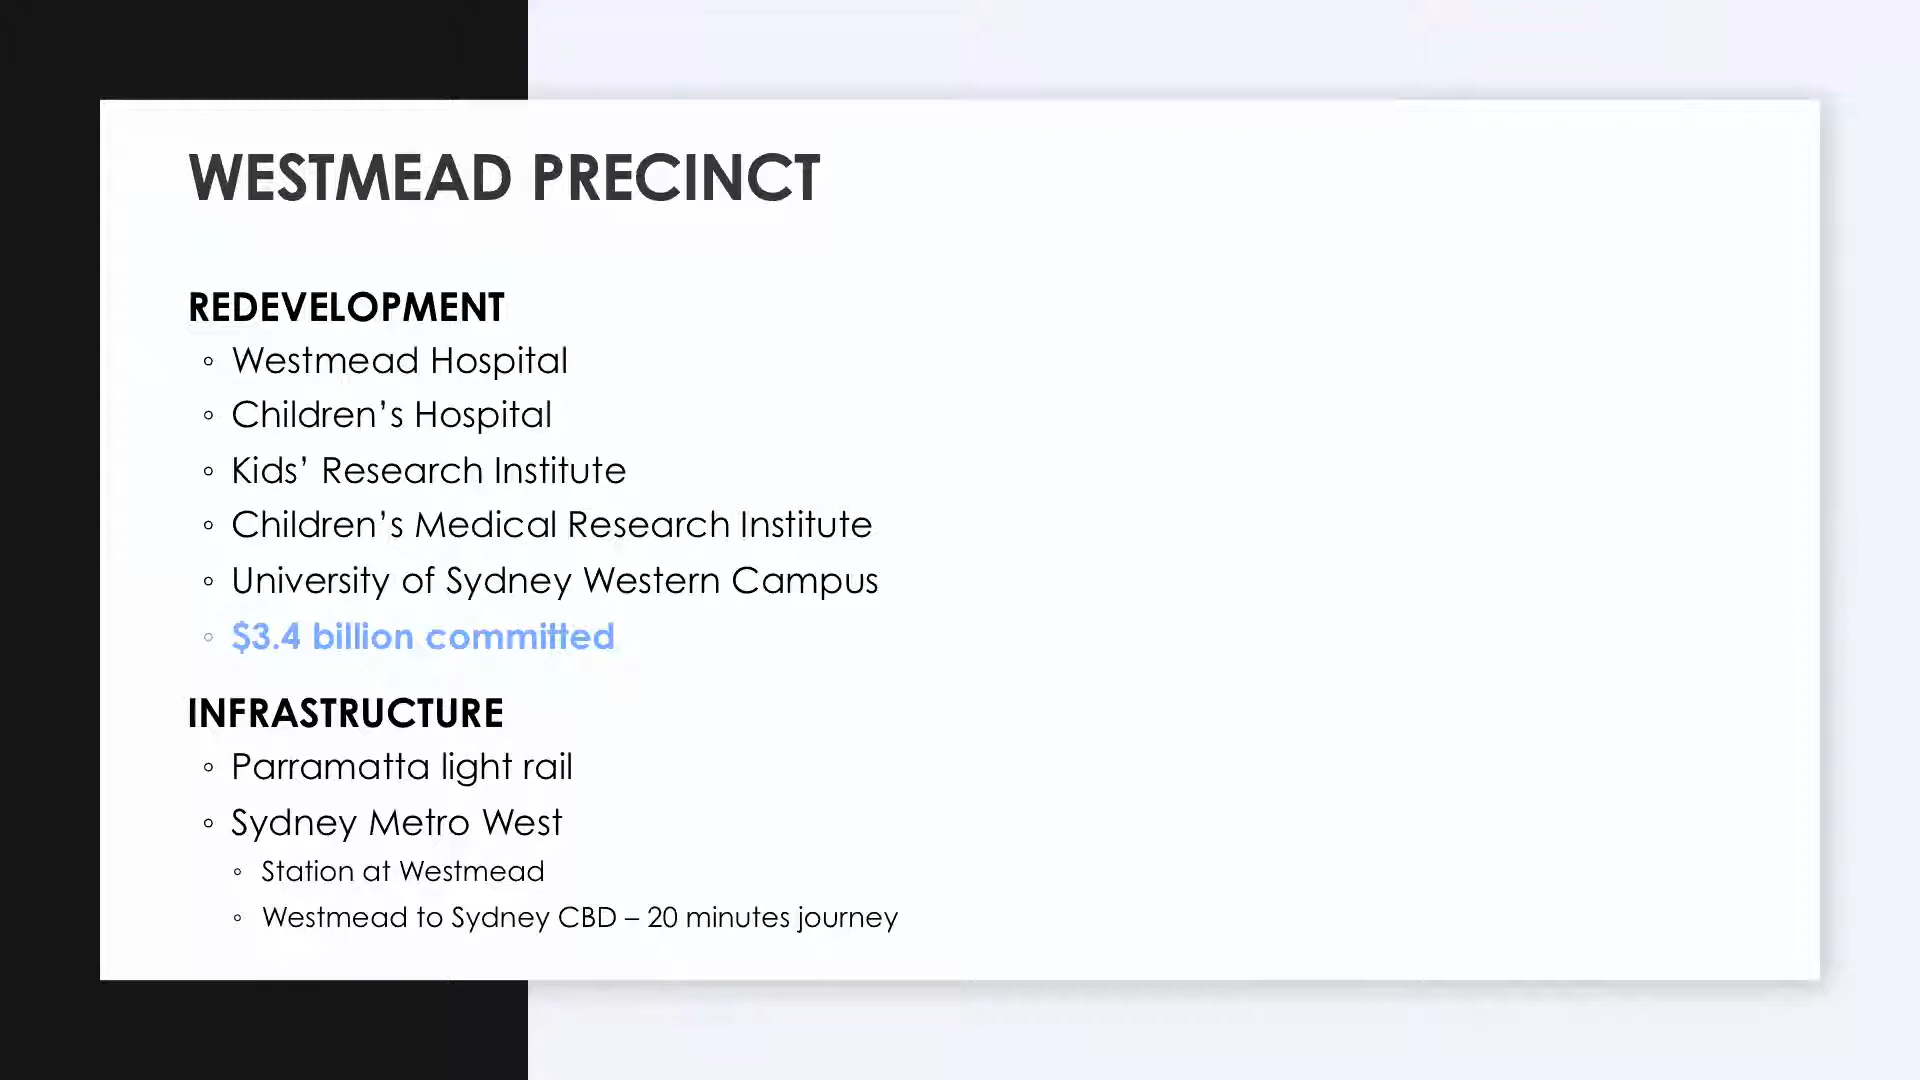 WESTMEAD PRECINCT
REDEVELOPMENT
◦ Westmead Hospital
◦ Children’s Hospital
◦ Kids’ Research Institute
◦ Children’s Medical Research Institute
◦ University of Sydney Western Campus
◦ $3.4 billion committed
INFRASTRUCTURE
◦ Parramatta light rail
◦ Sydney Metro West
◦ Station at Westmead
◦ Westmead to Sydney CBD – 20 minutes journey